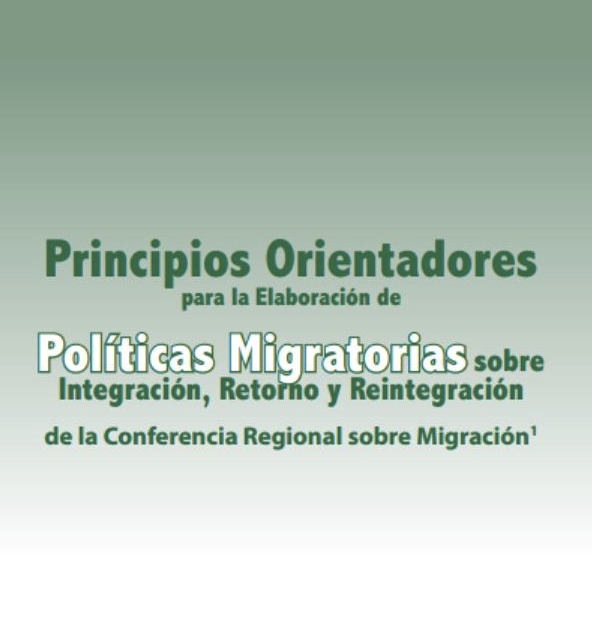 Principios Orientadores
para la Elaboración de
Políticas Migratorias sobre
Integración, Retorno y Reintegración
de la Conferencia Regional sobre Migración¹